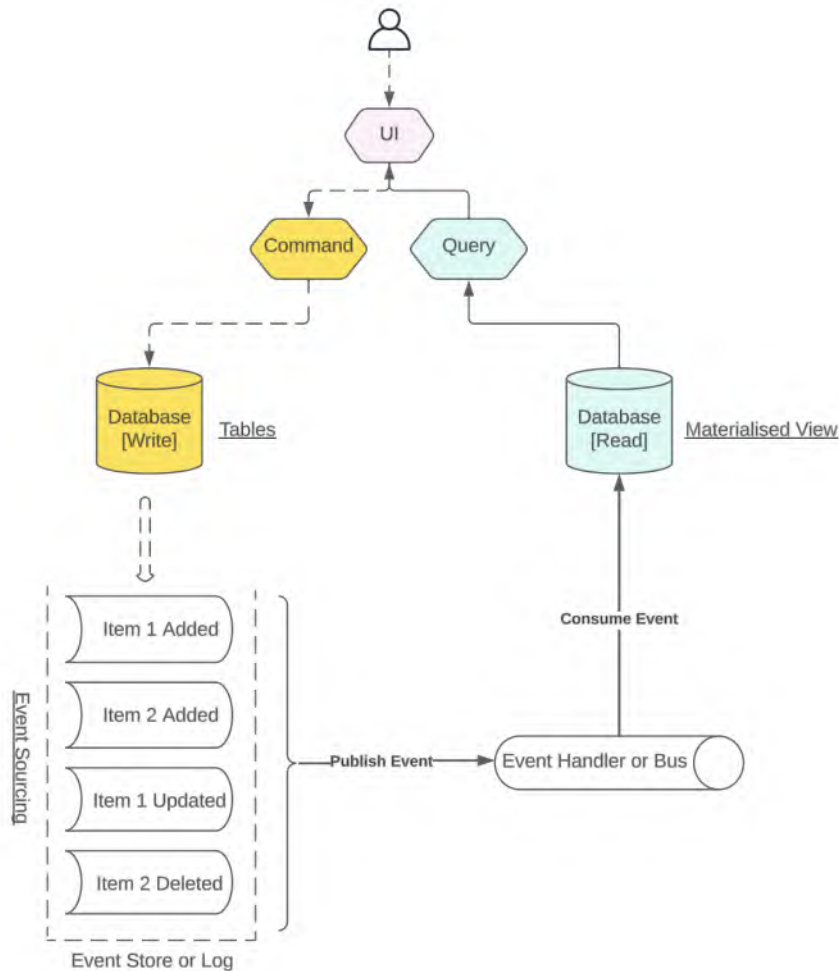 UI
Command
Query
Database
[Write]
Tables
Database
[Read]
Materialised View
Item 1 Added
Consume Event
Item 2 Added
Event Sourcing
Publish Event
Event Handler or Bus
Item 1 Updated
Item 2 Deleted
Event Store or Log